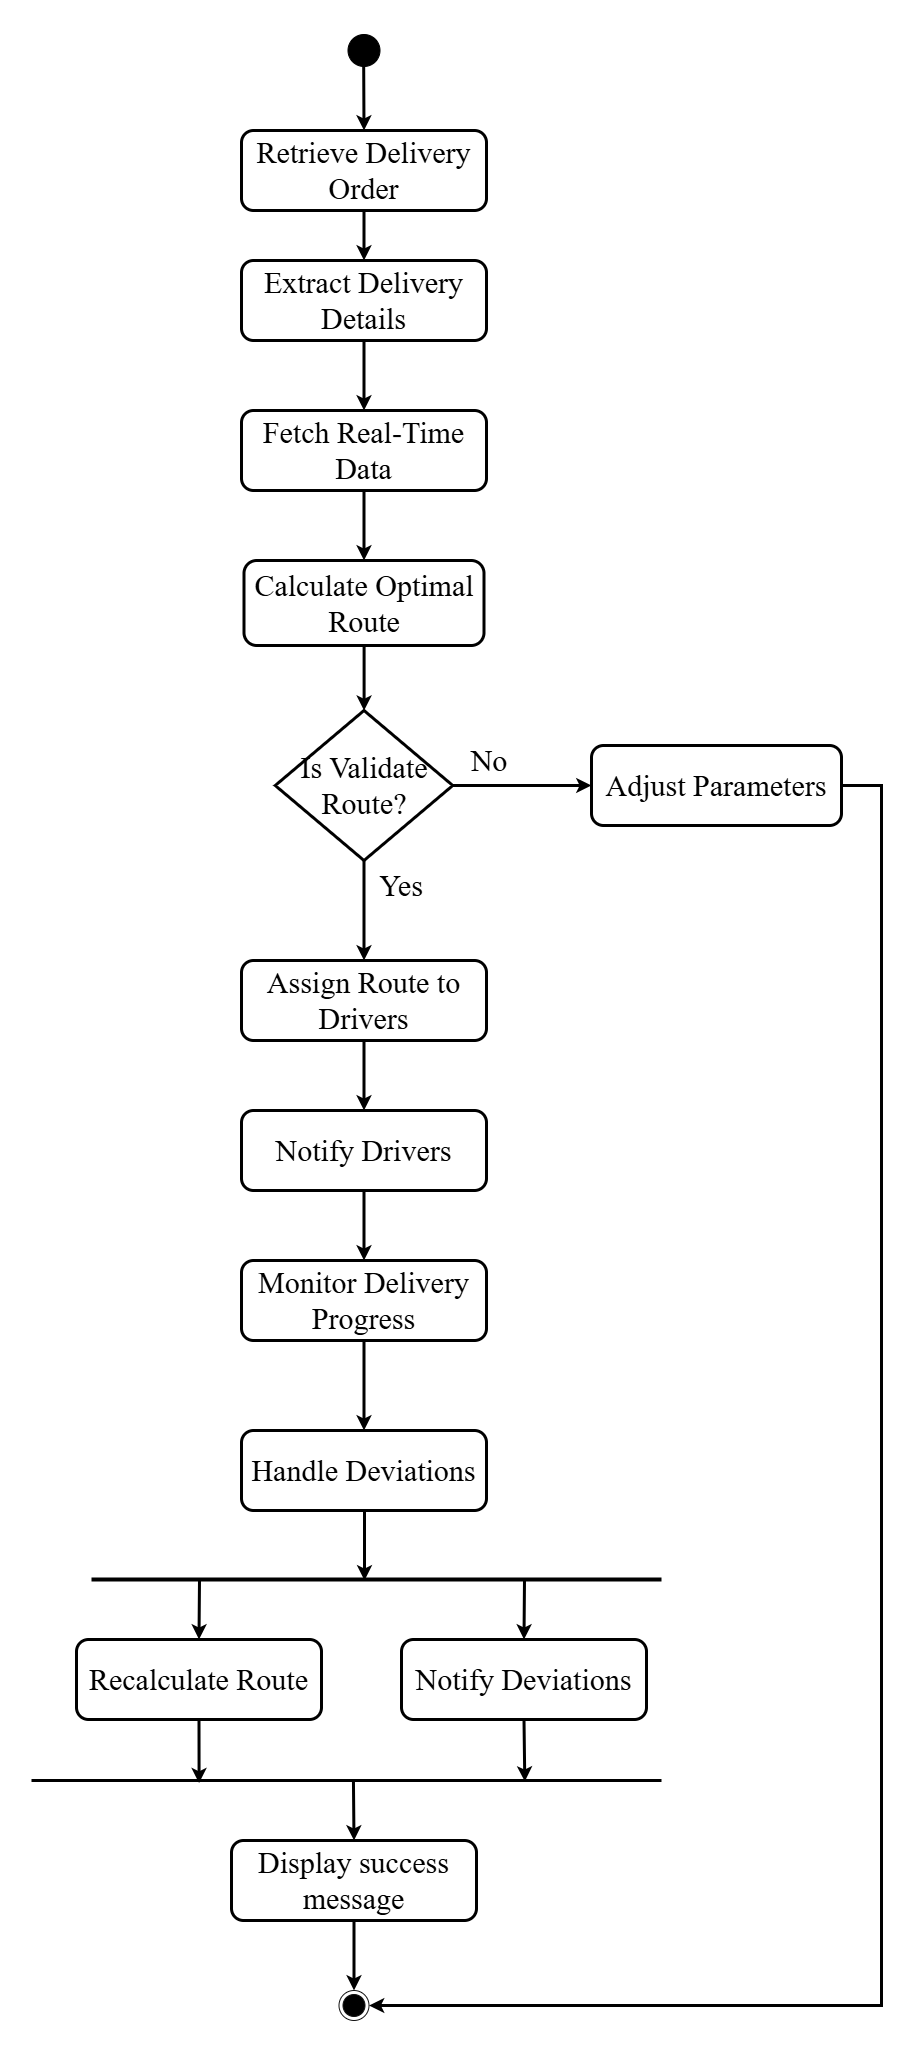 Retrieve Delivery
Order
Extract Delivery
Details
Fetch Real-Time
Data
Calculate Optimal
Route
Is Validate
Route?
No
Adjust Parameters
Yes
Assign Route to
Drivers
Notify Drivers
Monitor Delivery
Progress
Handle Deviations
Recalculate Route
Notify Deviations
Display success
message